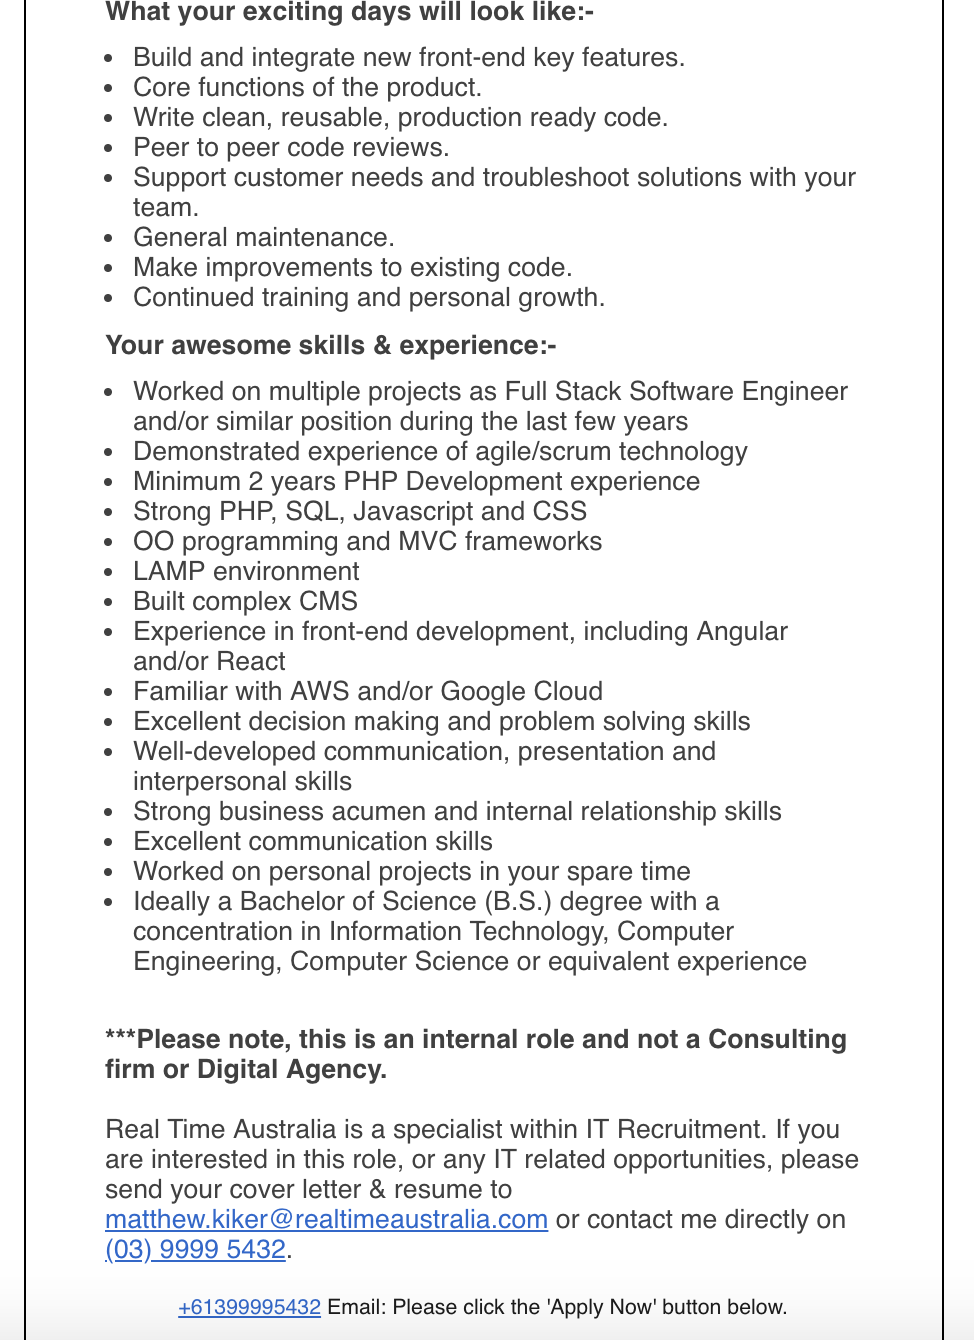 What your exciting days will look like:-
• Build and integrate new front-end key features.
• Core functions of the product.
• Write clean, reusable, production ready code.
• Peer to peer code reviews.
• Support customer needs and troubleshoot solutions with your
team.
• General maintenance.
• Make improvements to existing code.
• Continued training and personal growth.
Your awesome skills & experience:-
• Worked on multiple projects as Full Stack Software Engineer
and/or similar position during the last few years
• Demonstrated experience of agile/scrum technology
• Minimum 2 years PHP Development experience
• Strong PHP, SQL, Javascript and CSS
• OO programming and MVC frameworks
• LAMP environment
• Built complex CMS
• Experience in front-end development, including Angular
and/or React
• Familiar with AWS and/or Google Cloud
• Excellent decision making and problem solving skills
• Well-developed communication, presentation and
interpersonal skills
• Strong business acumen and internal relationship skills
• Excellent communication skills
• Worked on personal projects in your spare time
• Ideally a Bachelor of Science (B.S.) degree with a
concentration in Information Technology, Computer
Engineering, Computer Science or equivalent experience
***Please note, this is an internal role and not a Consulting
firm or Digital Agency.
Real Time Australia is a specialist within IT Recruitment. If you
are interested in this role, or any IT related opportunities, please
send your cover letter & resume to
matthew.kiker@realtimeaustralia.com or contact me directly on
(03) 9999 5432.
+61399995432 Email: Please click the 'Apply Now' button below.